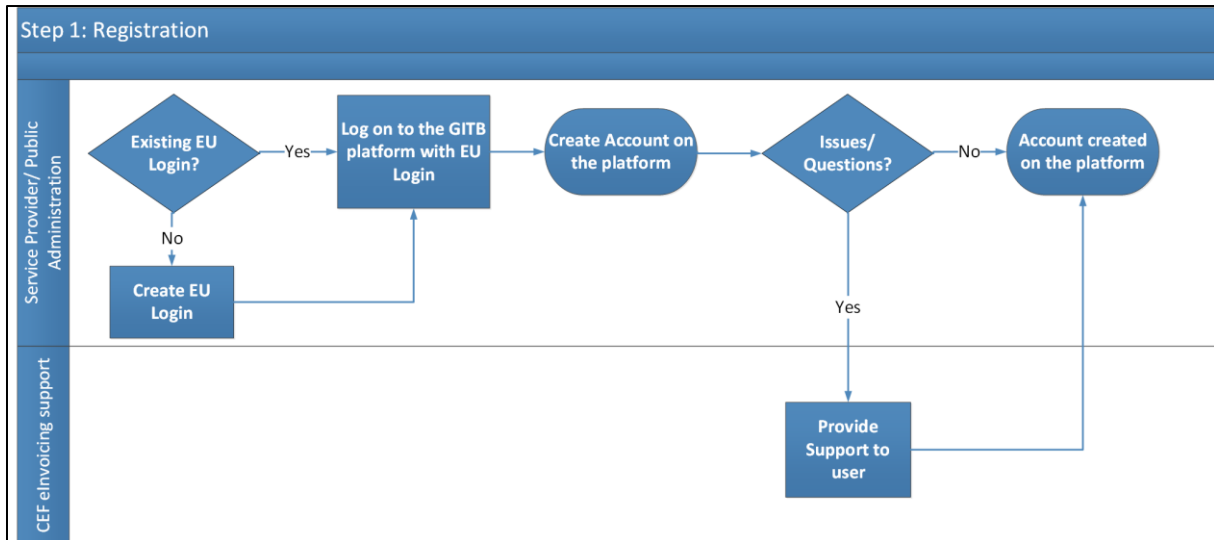 Step 1: Registration
Service Provider/ Public
Administration
Existing EU
Login?
Yes
No
Create EU
Login
Log on to the GITB
platform with EU
Login
Create Account on
the platform
Issues/
Questions?
No
Account created
on the platform
Yes
CEF eInvoicing support
Provide
Support to
user